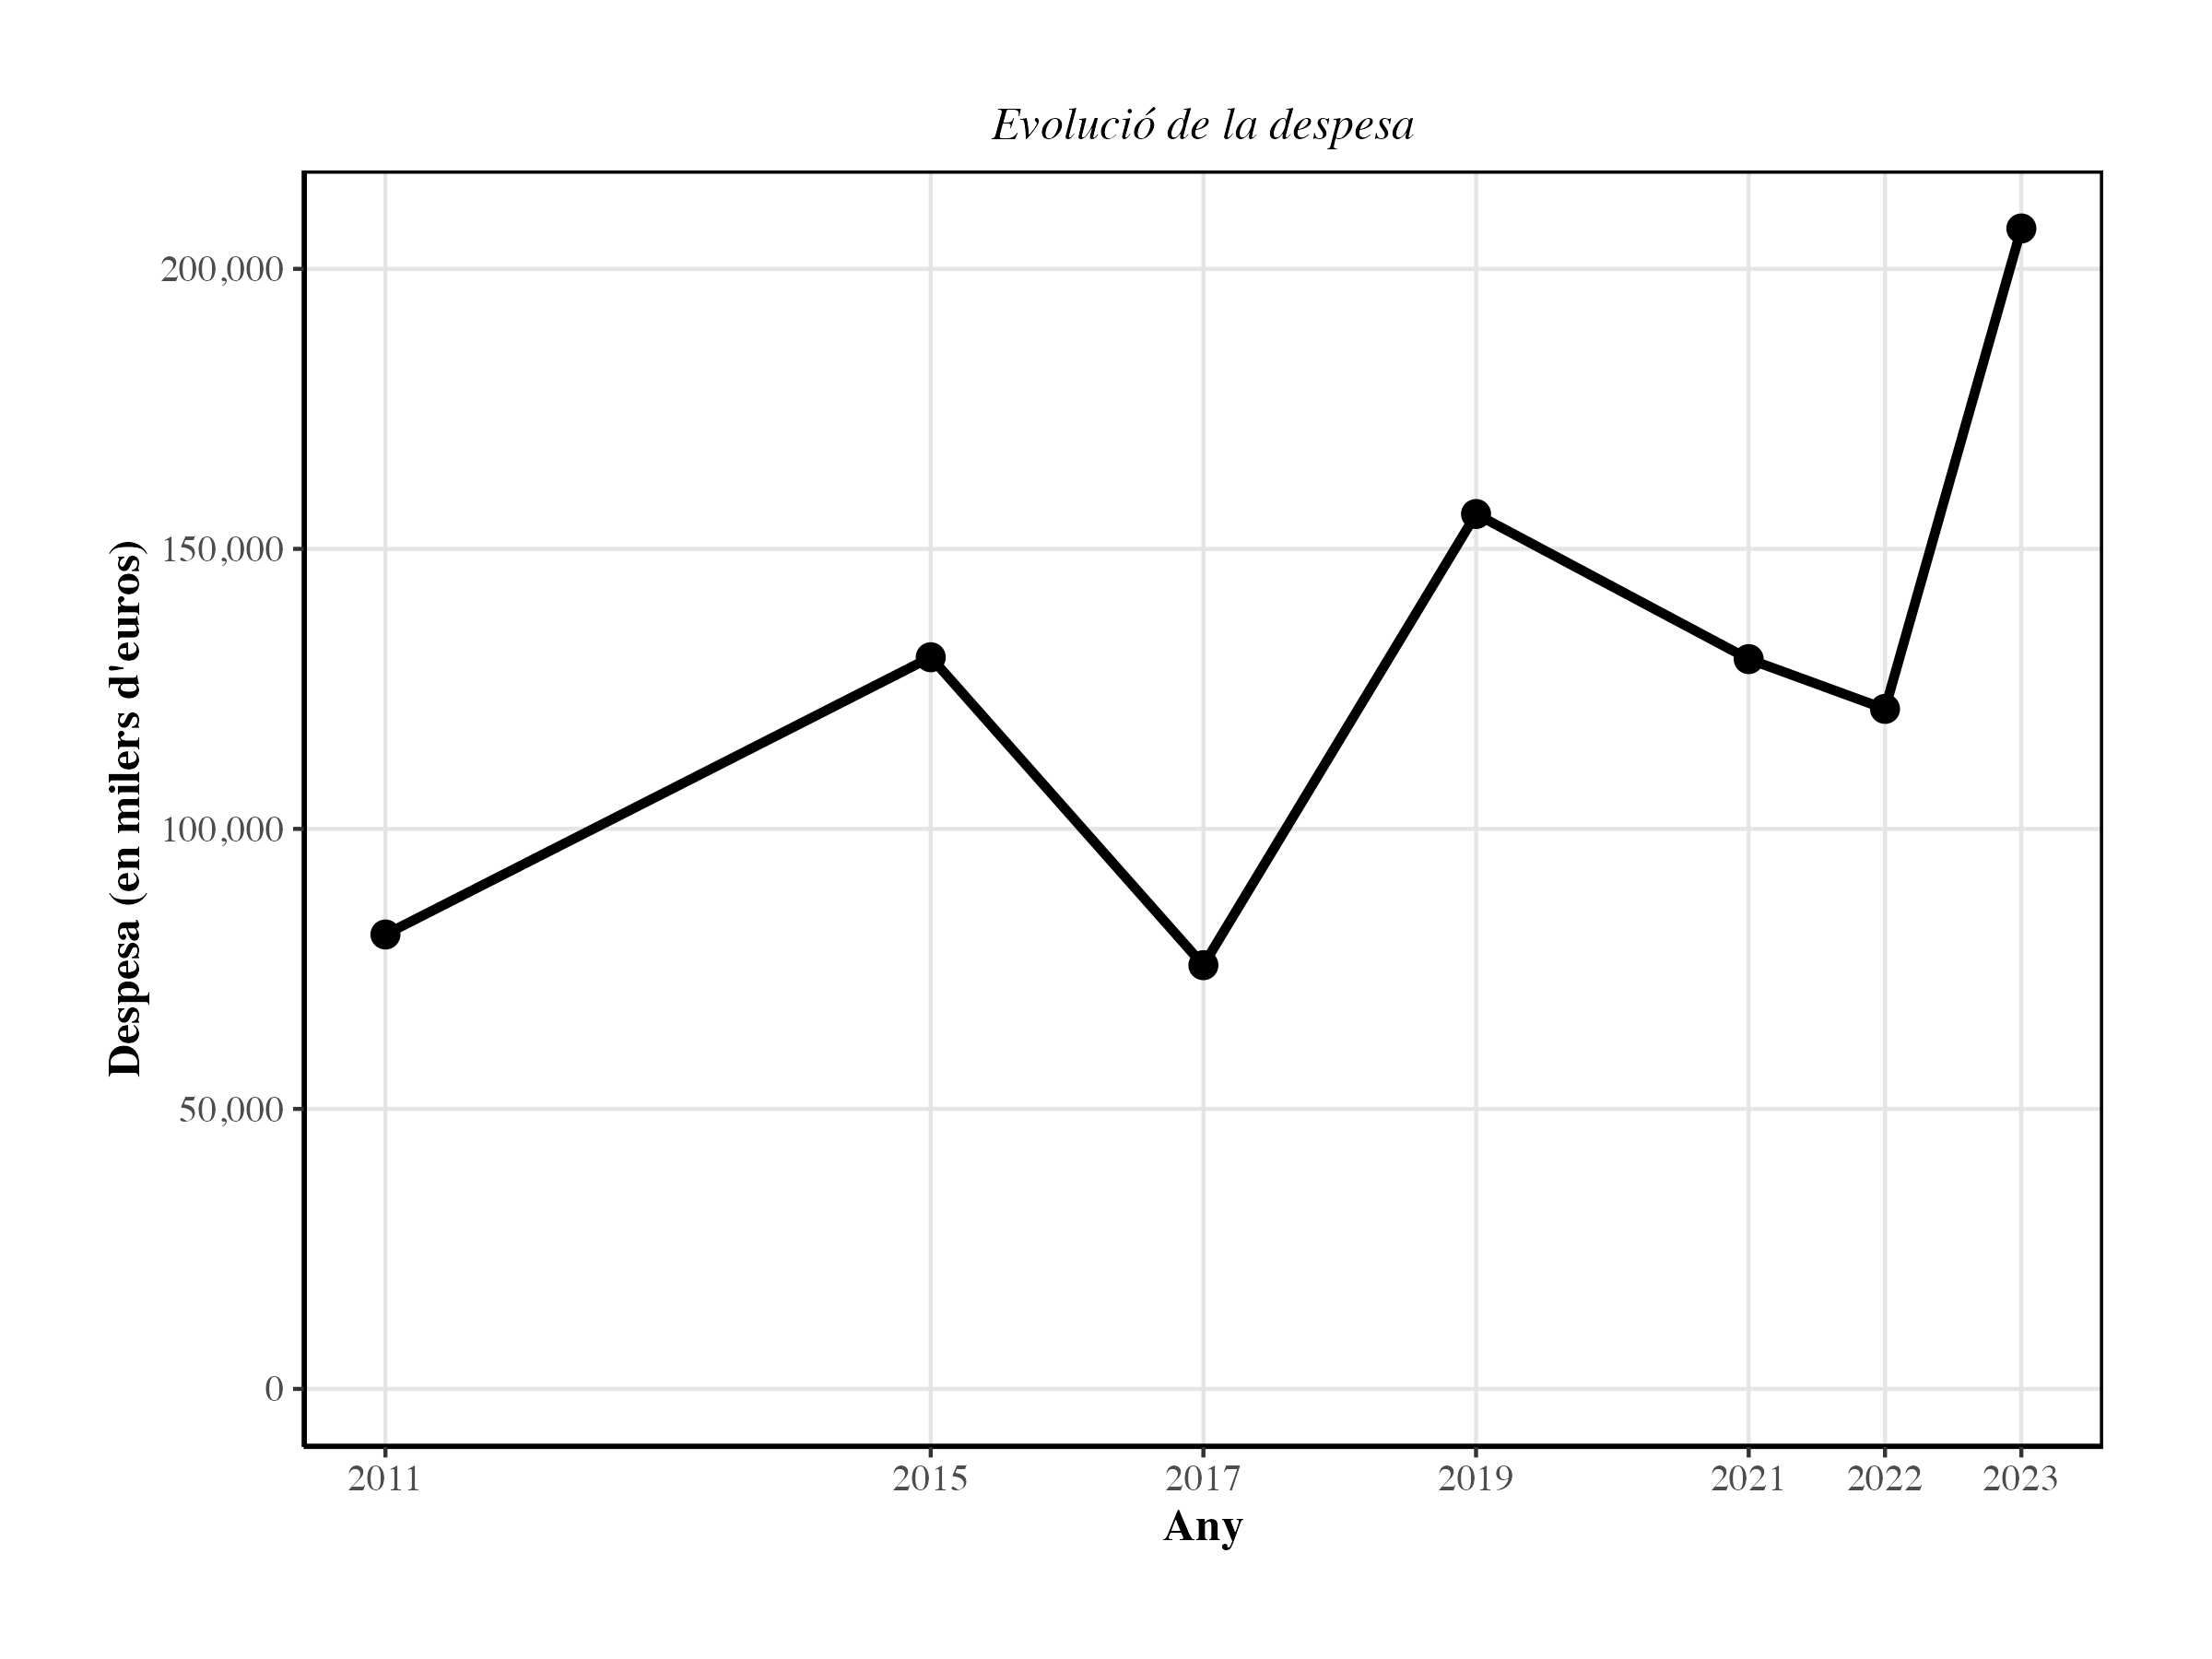 Evolució de la despesa
Despesa (en milers d'euros)
200,000
150,000
100,000
50,000
0
2011 2015 2017 2019 2021 2022 2023
Any